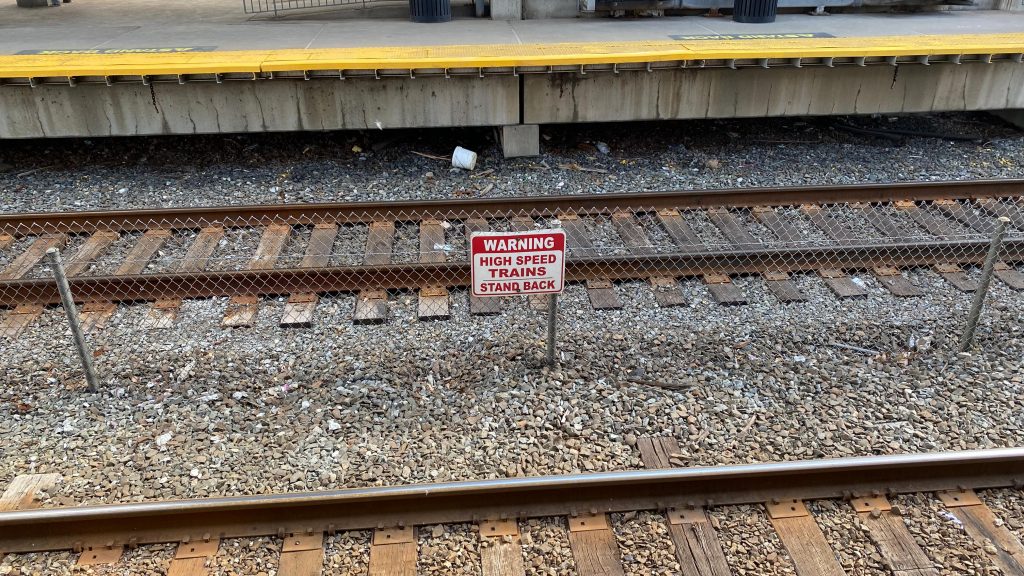 WARNING
HIGH SPEED
TRAINS
STAND BACK